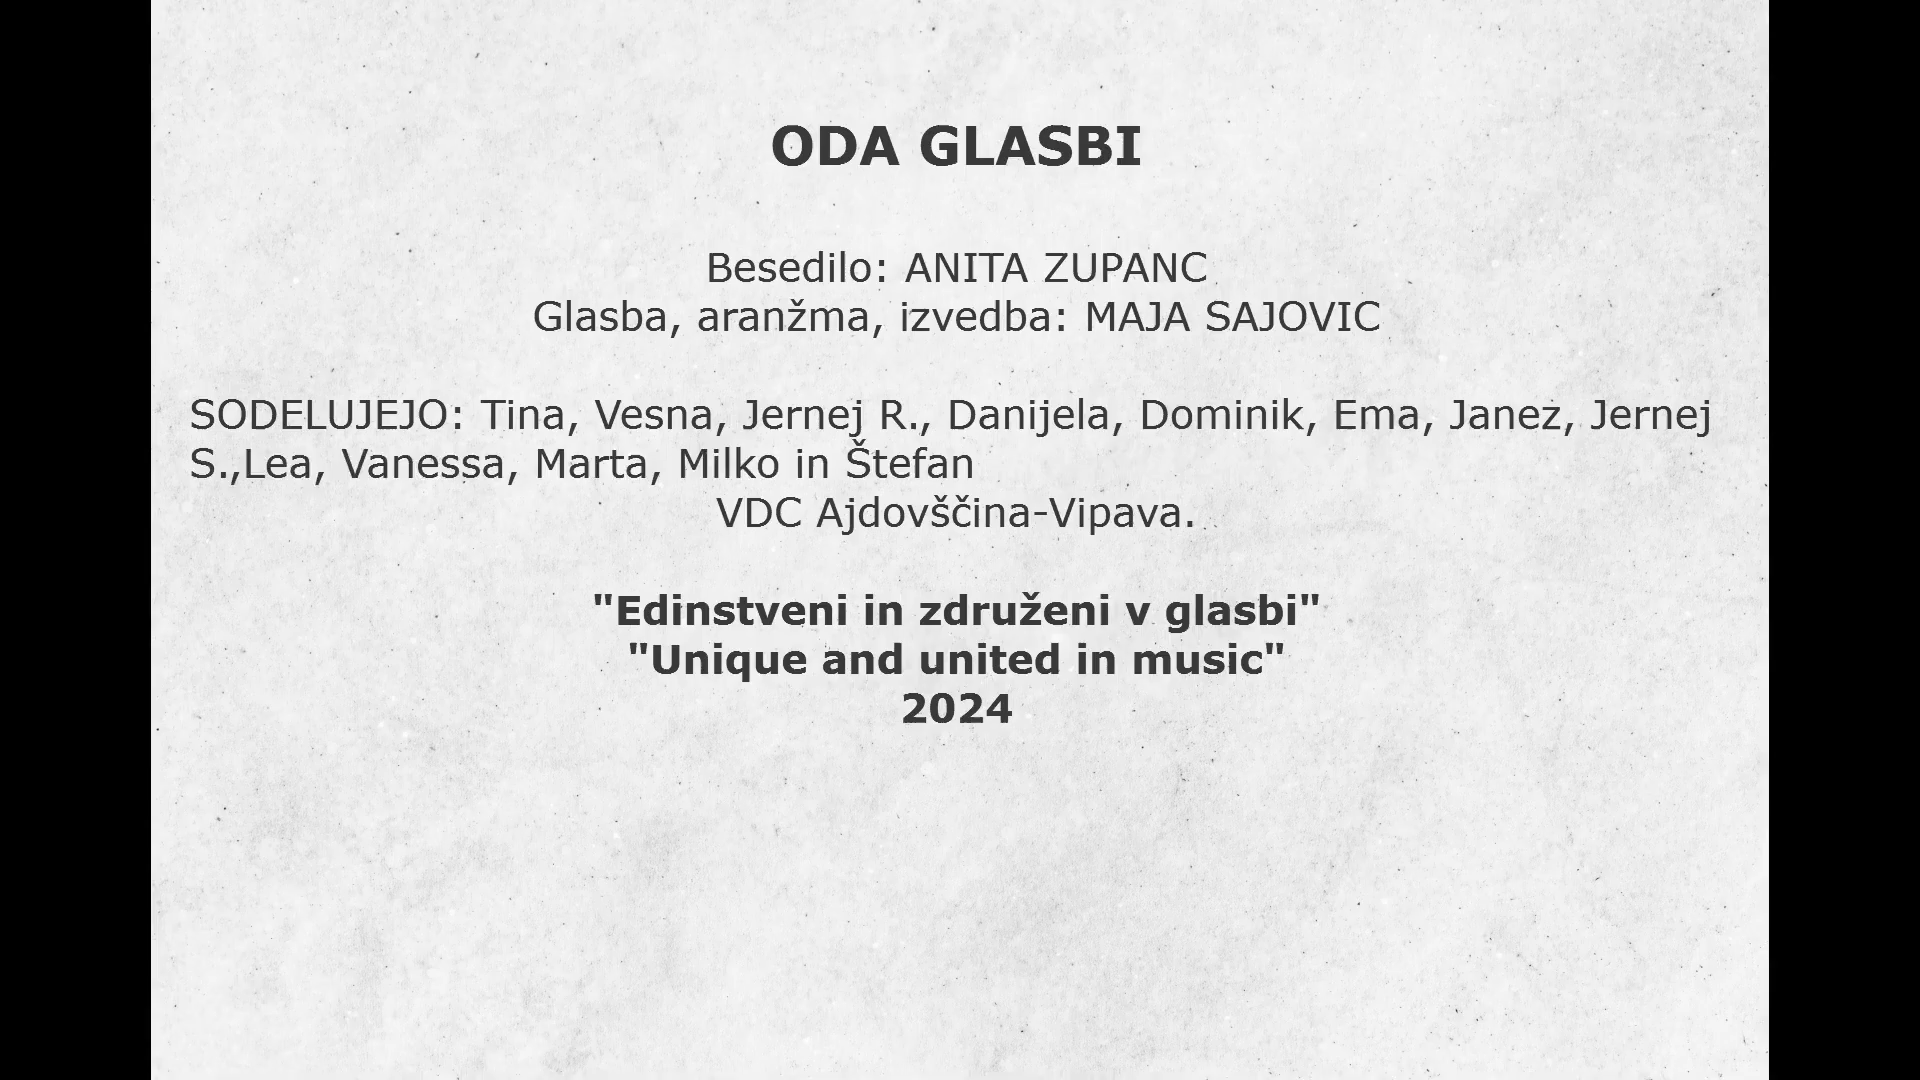 ODA GLASBI
Besedilo: ANITA ZUPANC
Glasba, aranžma, izvedba: MAJA SAJOVIC
SODELUJEJO: Tina, Vesna, Jernej R., Danijela, Dominik, Ema, Janez, Jernej
S.,Lea, Vanessa, Marta, Milko in Štefan
VDC Ajdovščina-Vipava.
"Edinstveni in združeni v glasbi"
"Unique and united in music"
2024